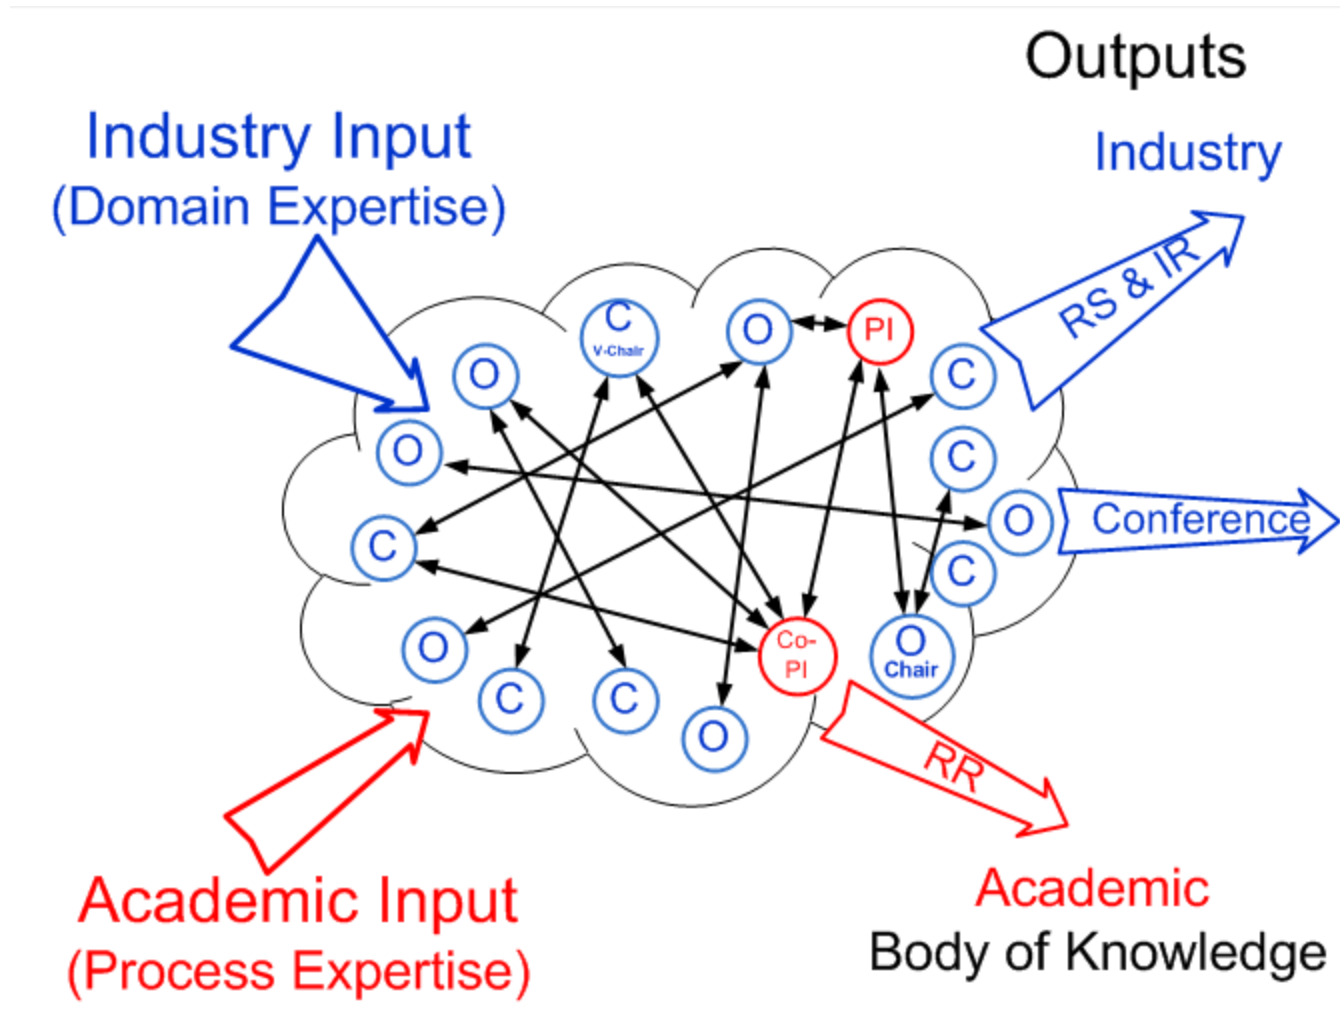 Outputs
Industry Input
(Domain Expertise)
Industry
RS & IR
C
V-Chair
O
PI
O
C
O
C
O
Conference
C
C
O
Co-
PI
O
Chair
C
C
O
RR
Academic Input
(Process Expertise)
Academic
Body of Knowledge